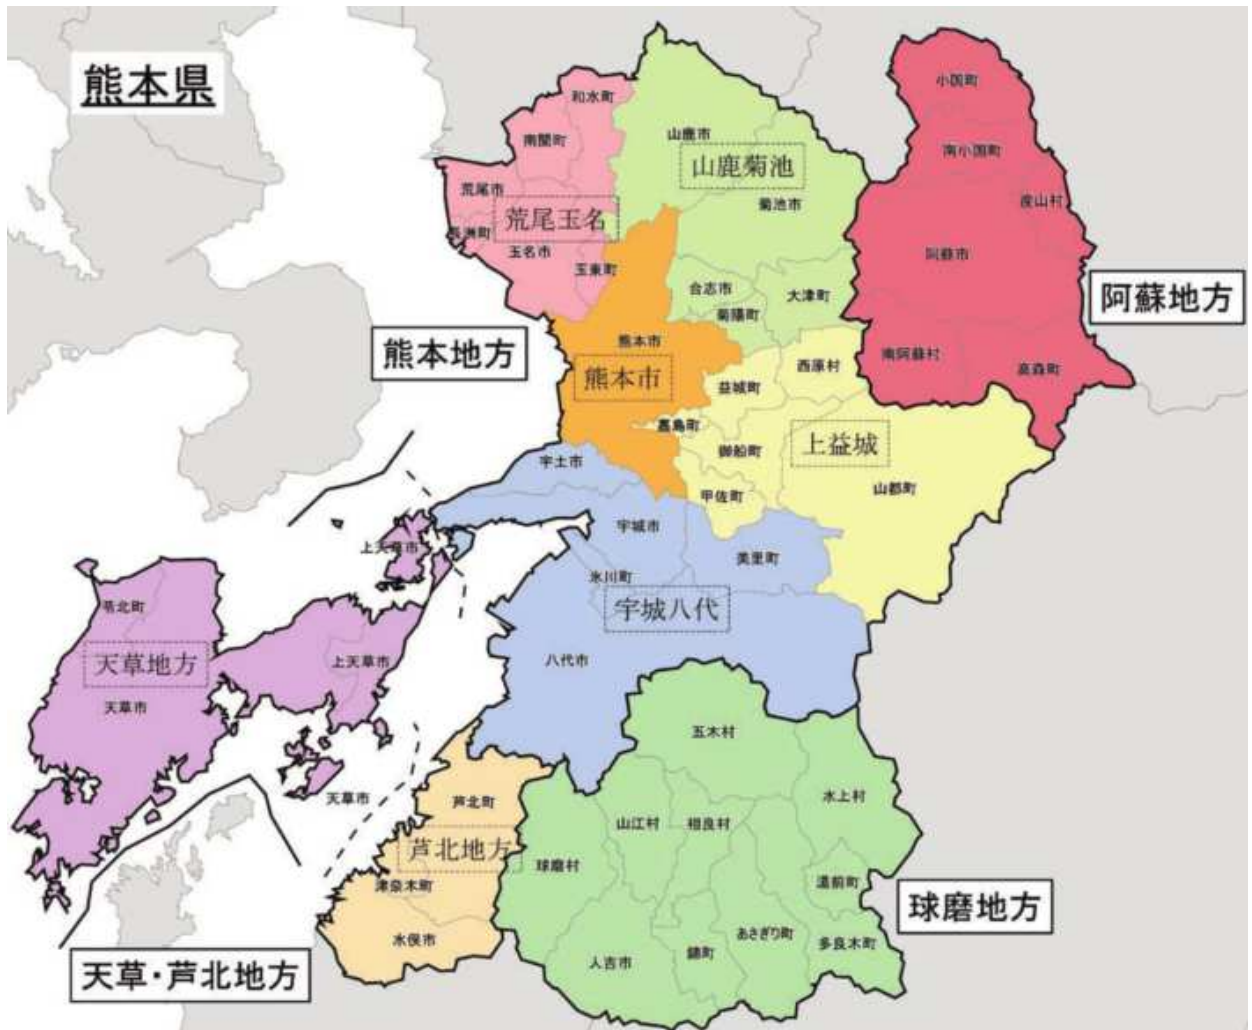 熊本県
小国町
和水町
山鹿市
南関町
南小国町
山鹿菊池
荒尾市
産山村
菊池市
荒尾玉名
長洲町
玉名市
阿蘇市
玉東町
合志市
大津町
阿蘇地方
菊陽町
熊本地方
熊本市
南阿蘇村
西原村
高森町
熊本市
益城町
嘉島町
上益城
御船町
宇土市
山都町
甲佐町
宇城市
上天草市
美里町
氷川町
苓北町
宇城八代
天草地方
上天草市
八代市
天草市
五木村
天草市
芦北町
水上村
山江村
相良村
芦北地方
球磨村
津奈木町
湯前町
球磨地方
水俣市
あさぎり町
多良木町
錦町
人吉市
天草・芦北地方